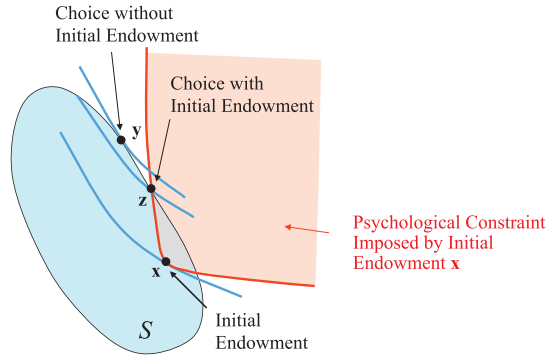 Choice without
Initial Endowment
Choice with
Initial Endowment
y
z
Psychological Constraint
Imposed by Initial
Endowment x
x
S
Initial
Endowment